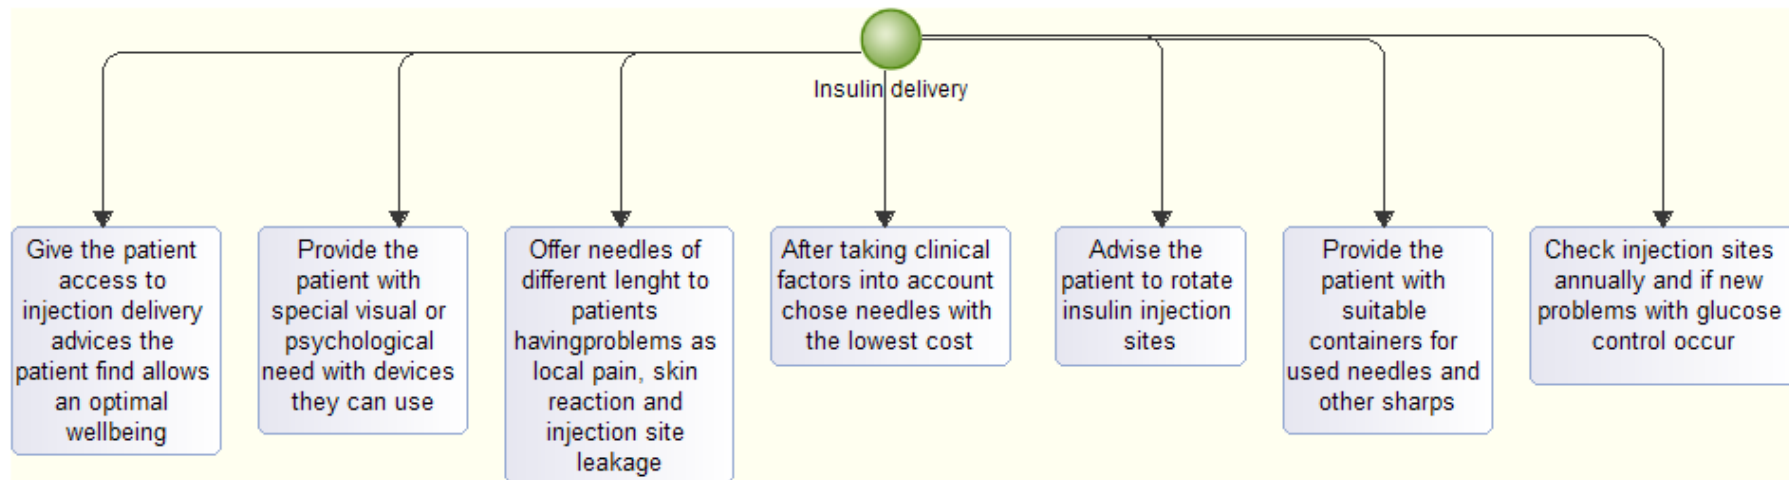 Insulin delivery
Give the patient
access to
injection delivery
advices the
patient find allows
an optimal
wellbeing
Provide the
patient with
special visual or
psychological
need with devices
they can use
Offer needles of
different lenght to
patients
havingproblems as
local pain, skin
reaction and
injection site
leakage
After taking clinical
factors into account
chose needles with
the lowest cost
Advise the
patient to rotate
insulin injection
sites
Provide the
patient with
suitable
containers for
used needles and
other sharps
Check injection sites
annually and if new
problems with glucose
control occur